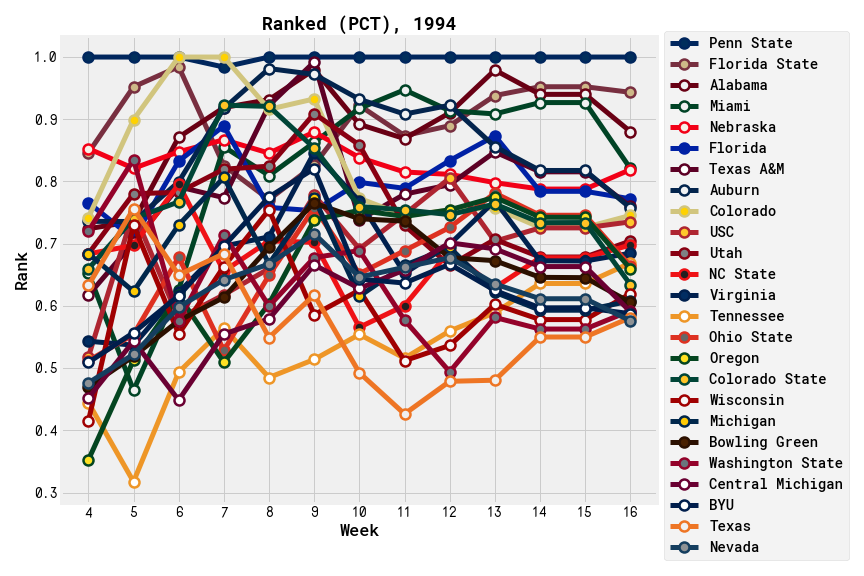 Ranked (PCT), 1994
1.0
0.9
0.8
0.7
0.6
0.5
0.4
0.3
Rank
4 5 6 7 8 9 10 11 12 13 14 15 16
Week
Penn State
Florida State
Alabama
Miami
Nebraska
Florida
Texas A&M
Auburn
Colorado
USC
Utah
NC State
Virginia
Tennessee
Ohio State
Oregon
Colorado State
Wisconsin
Michigan
Bowling Green
Washington State
Central Michigan
BYU
Texas
Nevada